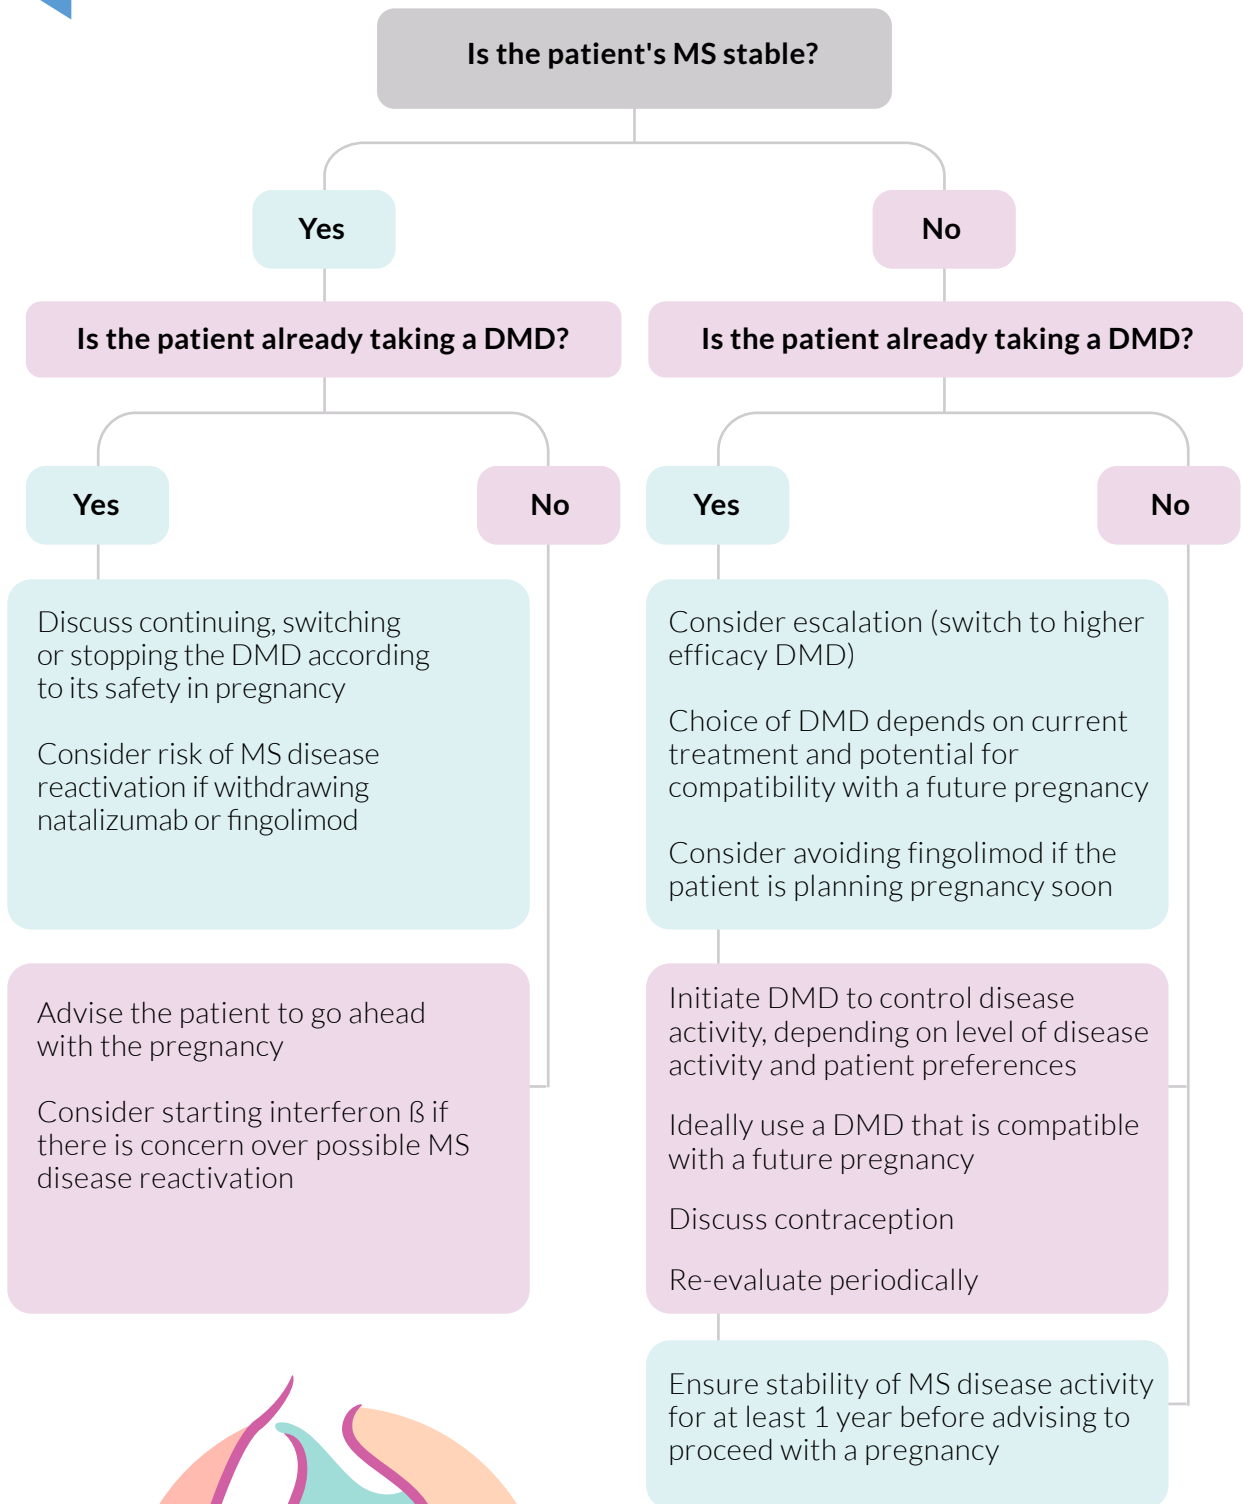 Is the patient's MS stable?
Yes
No
Is the patient already taking a DMD?
Is the patient already taking a DMD?
Yes
No
Yes
No
Discuss continuing, switching
or stopping the DMD according
to its safety in pregnancy
Consider risk of MS disease
reactivation if withdrawing
natalizumab or fingolimod
Consider escalation (switch to higher
efficacy DMD)
Choice of DMD depends on current
treatment and potential for
compatibility with a future pregnancy
Consider avoiding fingolimod if the
patient is planning pregnancy soon
Advise the patient to go ahead
with the pregnancy
Consider starting interferon ß if
there is concern over possible MS
disease reactivation
Initiate DMD to control disease
activity, depending on level of disease
activity and patient preferences
Ideally use a DMD that is compatible
with a future pregnancy
Discuss contraception
Re-evaluate periodically
Ensure stability of MS disease activity
for at least 1 year before advising to
proceed with a pregnancy